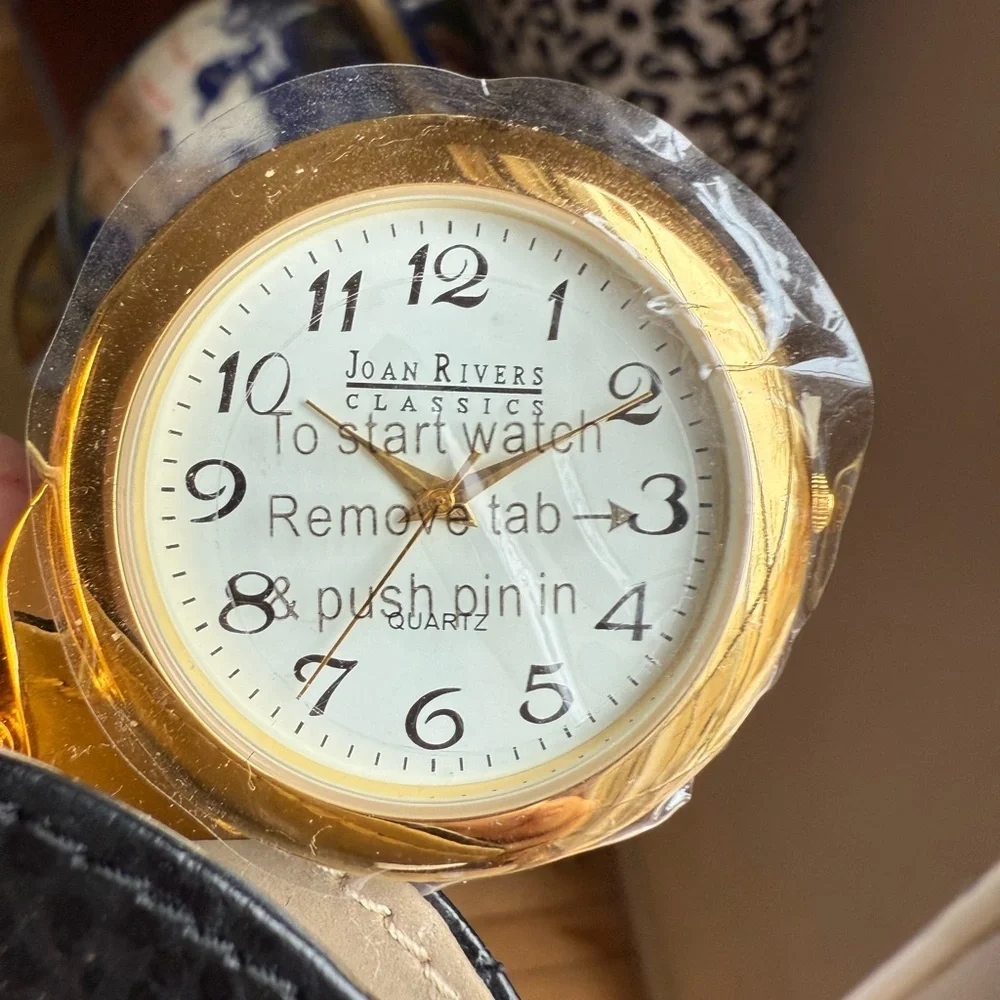 12
11 1
10 2
JOAN RIVERS
CLASSICS
To start watch
9 3
Remove tab →
8 4
& push pin in
QUARTZ
7 5
6